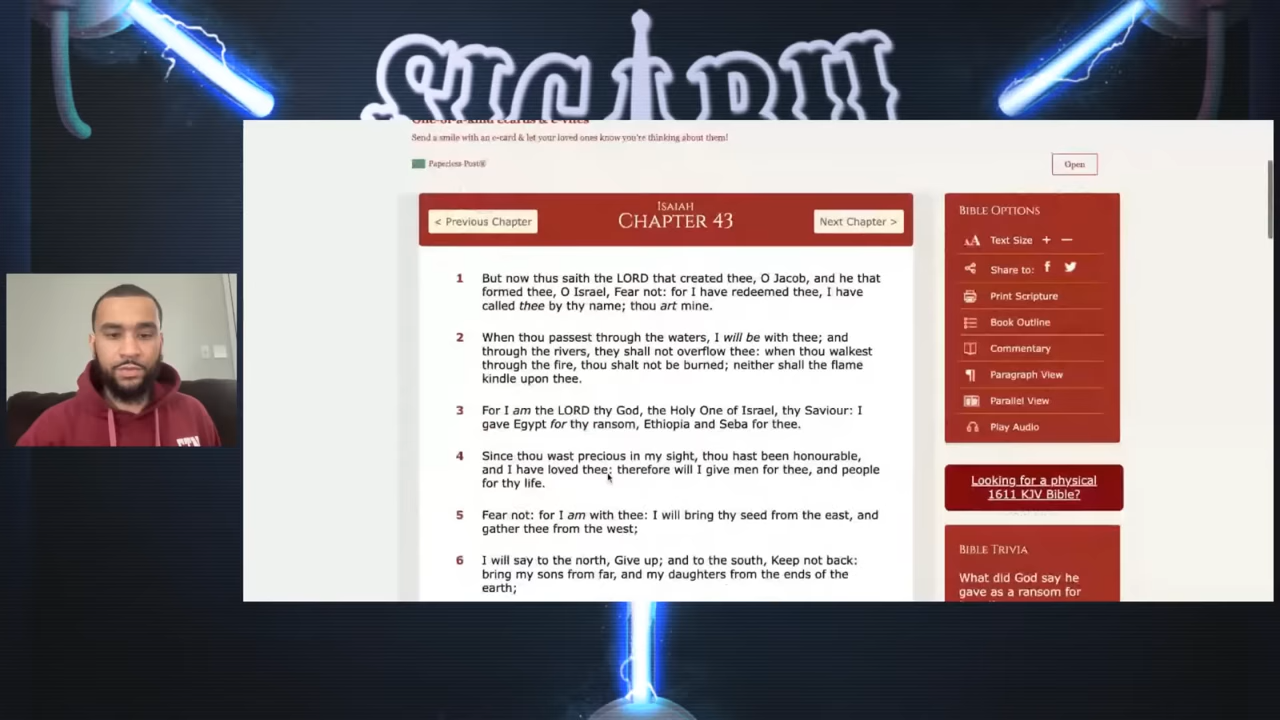 SICARII
One-of-a-kind Ecards & E-vites
Send a smile with an e-card & let your loved ones know you're thinking about them!
Paperless Post®
Open
ISAIAH
CHAPTER 43
< Previous Chapter
Next Chapter >
1 But now thus saith the LORD that created thee, O Jacob, and he that
formed thee, O Israel, Fear not: for I have redeemed thee, I have
called thee by thy name; thou art mine.
2 When thou passest through the waters, I will be with thee; and
through the rivers, they shall not overflow thee: when thou walkest
through the fire, thou shalt not be burned; neither shall the flame
kindle upon thee.
3 For I am the LORD thy God, the Holy One of Israel, thy Saviour: I
gave Egypt for thy ransom, Ethiopia and Seba for thee.
4 Since thou wast precious in my sight, thou hast been honourable,
and I have loved thee: therefore will I give men for thee, and people
for thy life.
5 Fear not: for I am with thee: I will bring thy seed from the east, and
gather thee from the west;
6 I will say to the north, Give up; and to the south, Keep not back:
bring my sons from far, and my daughters from the ends of the
earth;
BIBLE OPTIONS
AA Text Size + —
Share to: f
Print Scripture
Book Outline
Commentary
Paragraph View
Parallel View
Play Audio
Looking for a physical
1611 KJV Bible?
BIBLE TRIVIA
What did God say he
gave as a ransom for